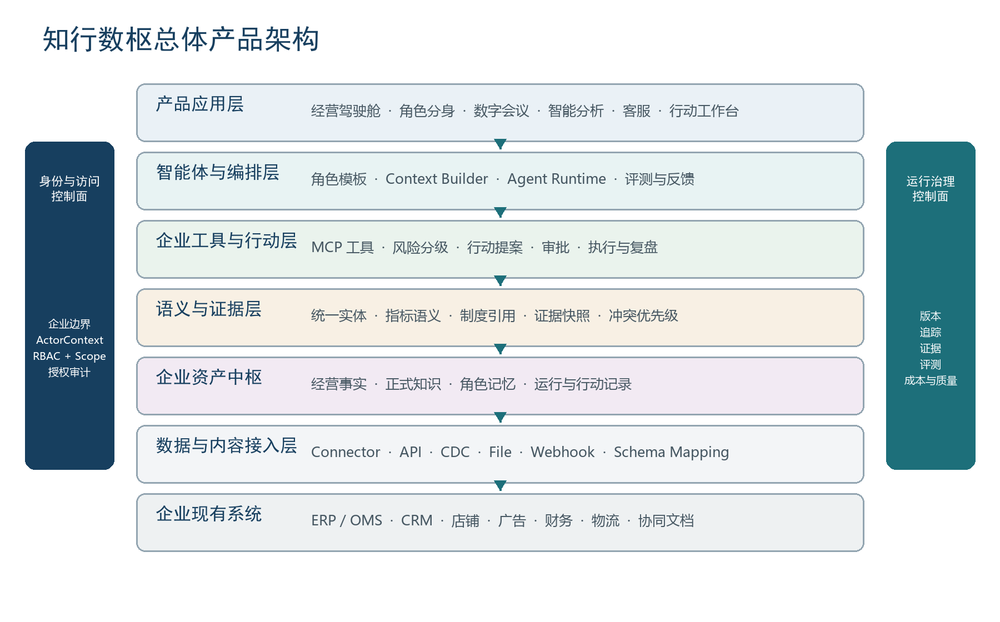 知行数枢总体产品架构
产品应用层
经营驾驶舱 · 角色分身 · 数字会议 · 智能分析 · 客服 · 行动工作台
智能体与编排层
角色模板 · Context Builder · Agent Runtime · 评测与反馈
企业工具与行动层
MCP 工具 · 风险分级 · 行动提案 · 审批 · 执行与复盘
语义与证据层
统一实体 · 指标语义 · 制度引用 · 证据快照 · 冲突优先级
企业资产中枢
经营事实 · 正式知识 · 角色记忆 · 运行与行动记录
数据与内容接入层
Connector · API · CDC · File · Webhook · Schema Mapping
企业现有系统
ERP / OMS · CRM · 店铺 · 广告 · 财务 · 物流 · 协同文档
身份与访问
控制面
企业边界
ActorContext
RBAC + Scope
授权审计
运行治理
控制面
版本
追踪
证据
评测
成本与质量